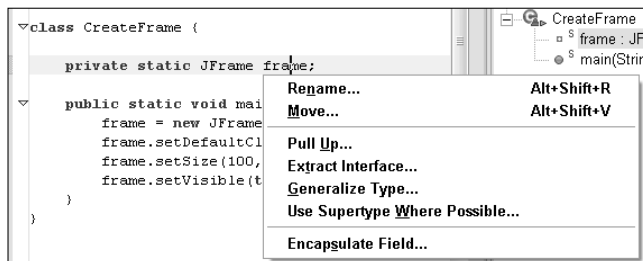 class CreateFrame {
private static JFrame frame;
public static void mai
frame = new JFrame
frame.setDefaultCl
frame.setSize(100,
frame.setVisible(t
}
}
Rename... Alt+Shift+R
Move... Alt+Shift+V
Pull Up...
Extract Interface...
Generalize Type...
Use Supertype Where Possible...
Encapsulate Field...
CreateFrame
S frame : JF
S main(Strin